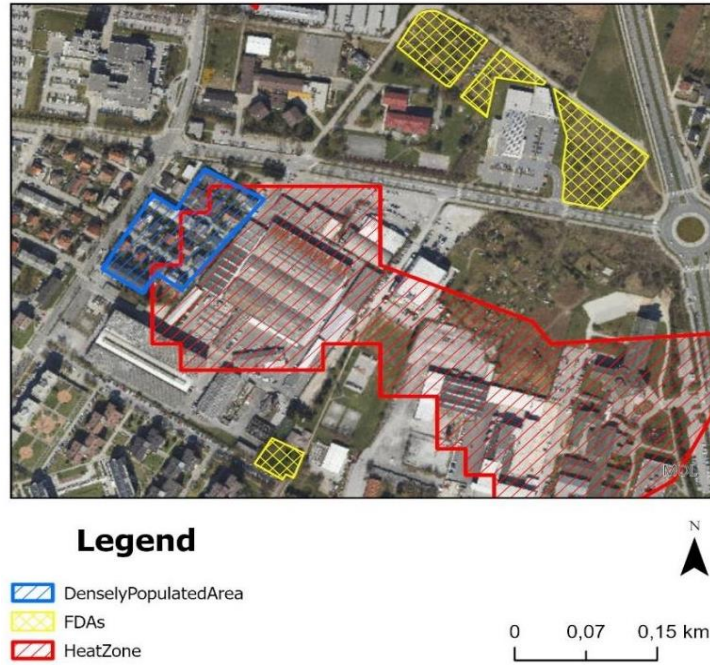 Legend
N
DenselyPopulatedArea
FDAs
HeatZone
0 0,07 0,15 km